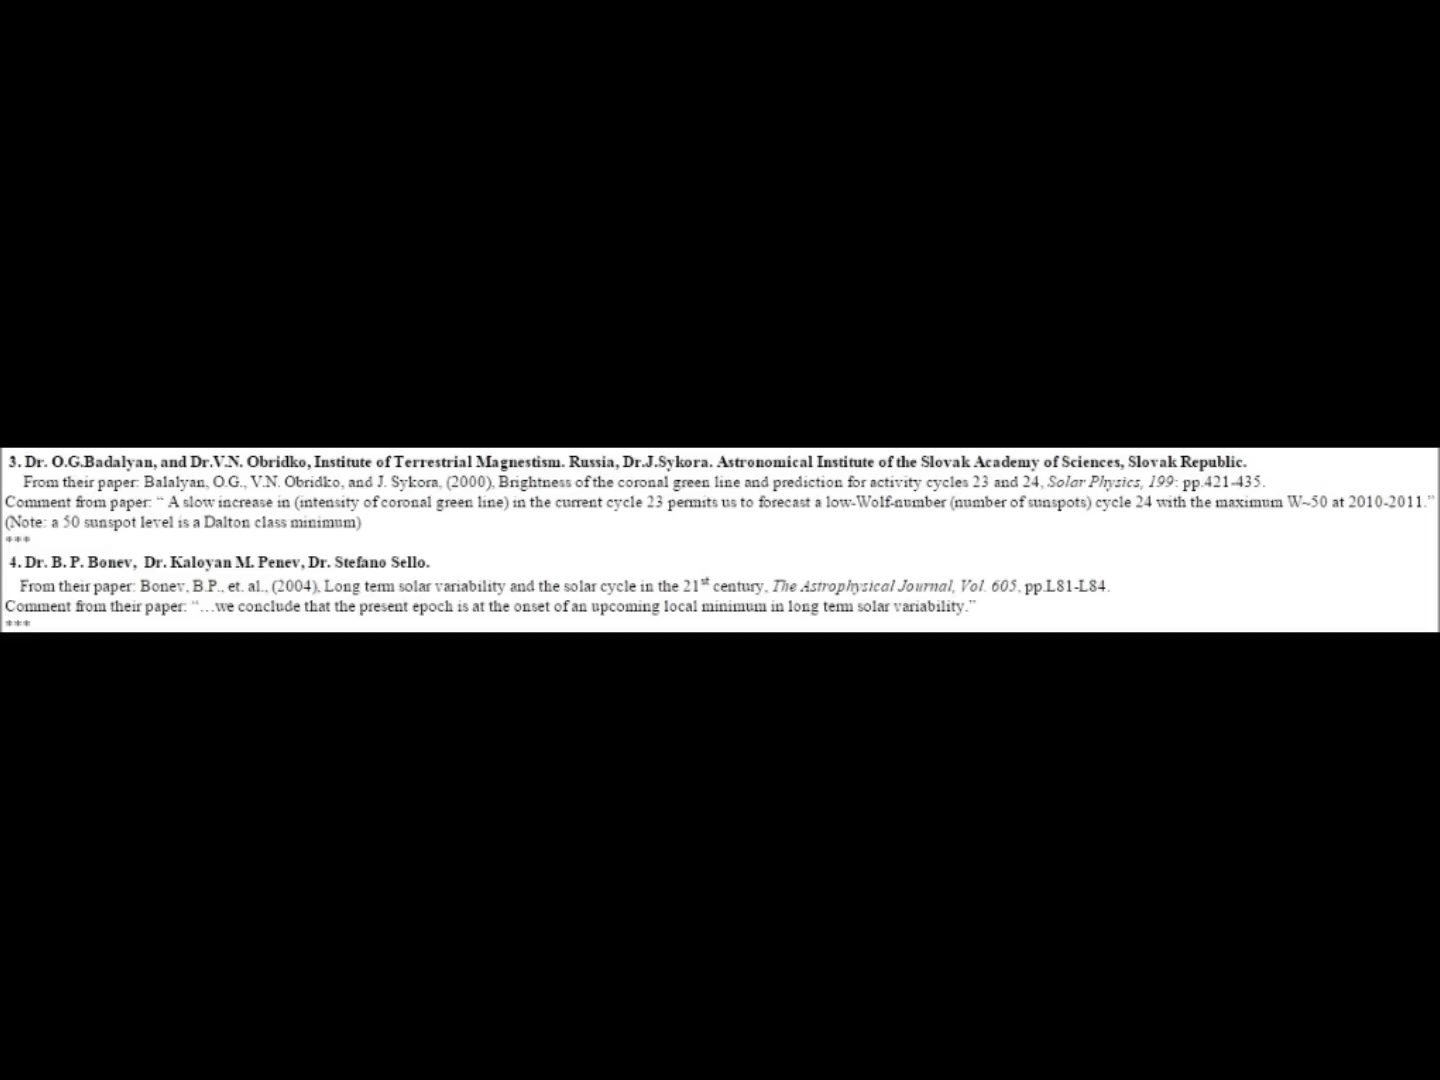 3. Dr. O.G.Badalyan, and Dr.V.N. Obridko, Institute of Terrestrial Magnestism. Russia, Dr.J.Sykora. Astronomical Institute of the Slovak Academy of Sciences, Slovak Republic.
From their paper: Balalyan, O.G., V.N. Obridko, and J. Sykora, (2000), Brightness of the coronal green line and prediction for activity cycles 23 and 24, Solar Physics, 199: pp.421-435.
Comment from paper: “ A slow increase in (intensity of coronal green line) in the current cycle 23 permits us to forecast a low-Wolf-number (number of sunspots) cycle 24 with the maximum W~50 at 2010-2011.”
(Note: a 50 sunspot level is a Dalton class minimum)
***
4. Dr. B. P. Bonev, Dr. Kaloyan M. Penev, Dr. Stefano Sello.
From their paper: Bonev, B.P., et. al., (2004), Long term solar variability and the solar cycle in the 21st century, The Astrophysical Journal, Vol. 605, pp.L81-L84.
Comment from their paper: “…we conclude that the present epoch is at the onset of an upcoming local minimum in long term solar variability.”
***